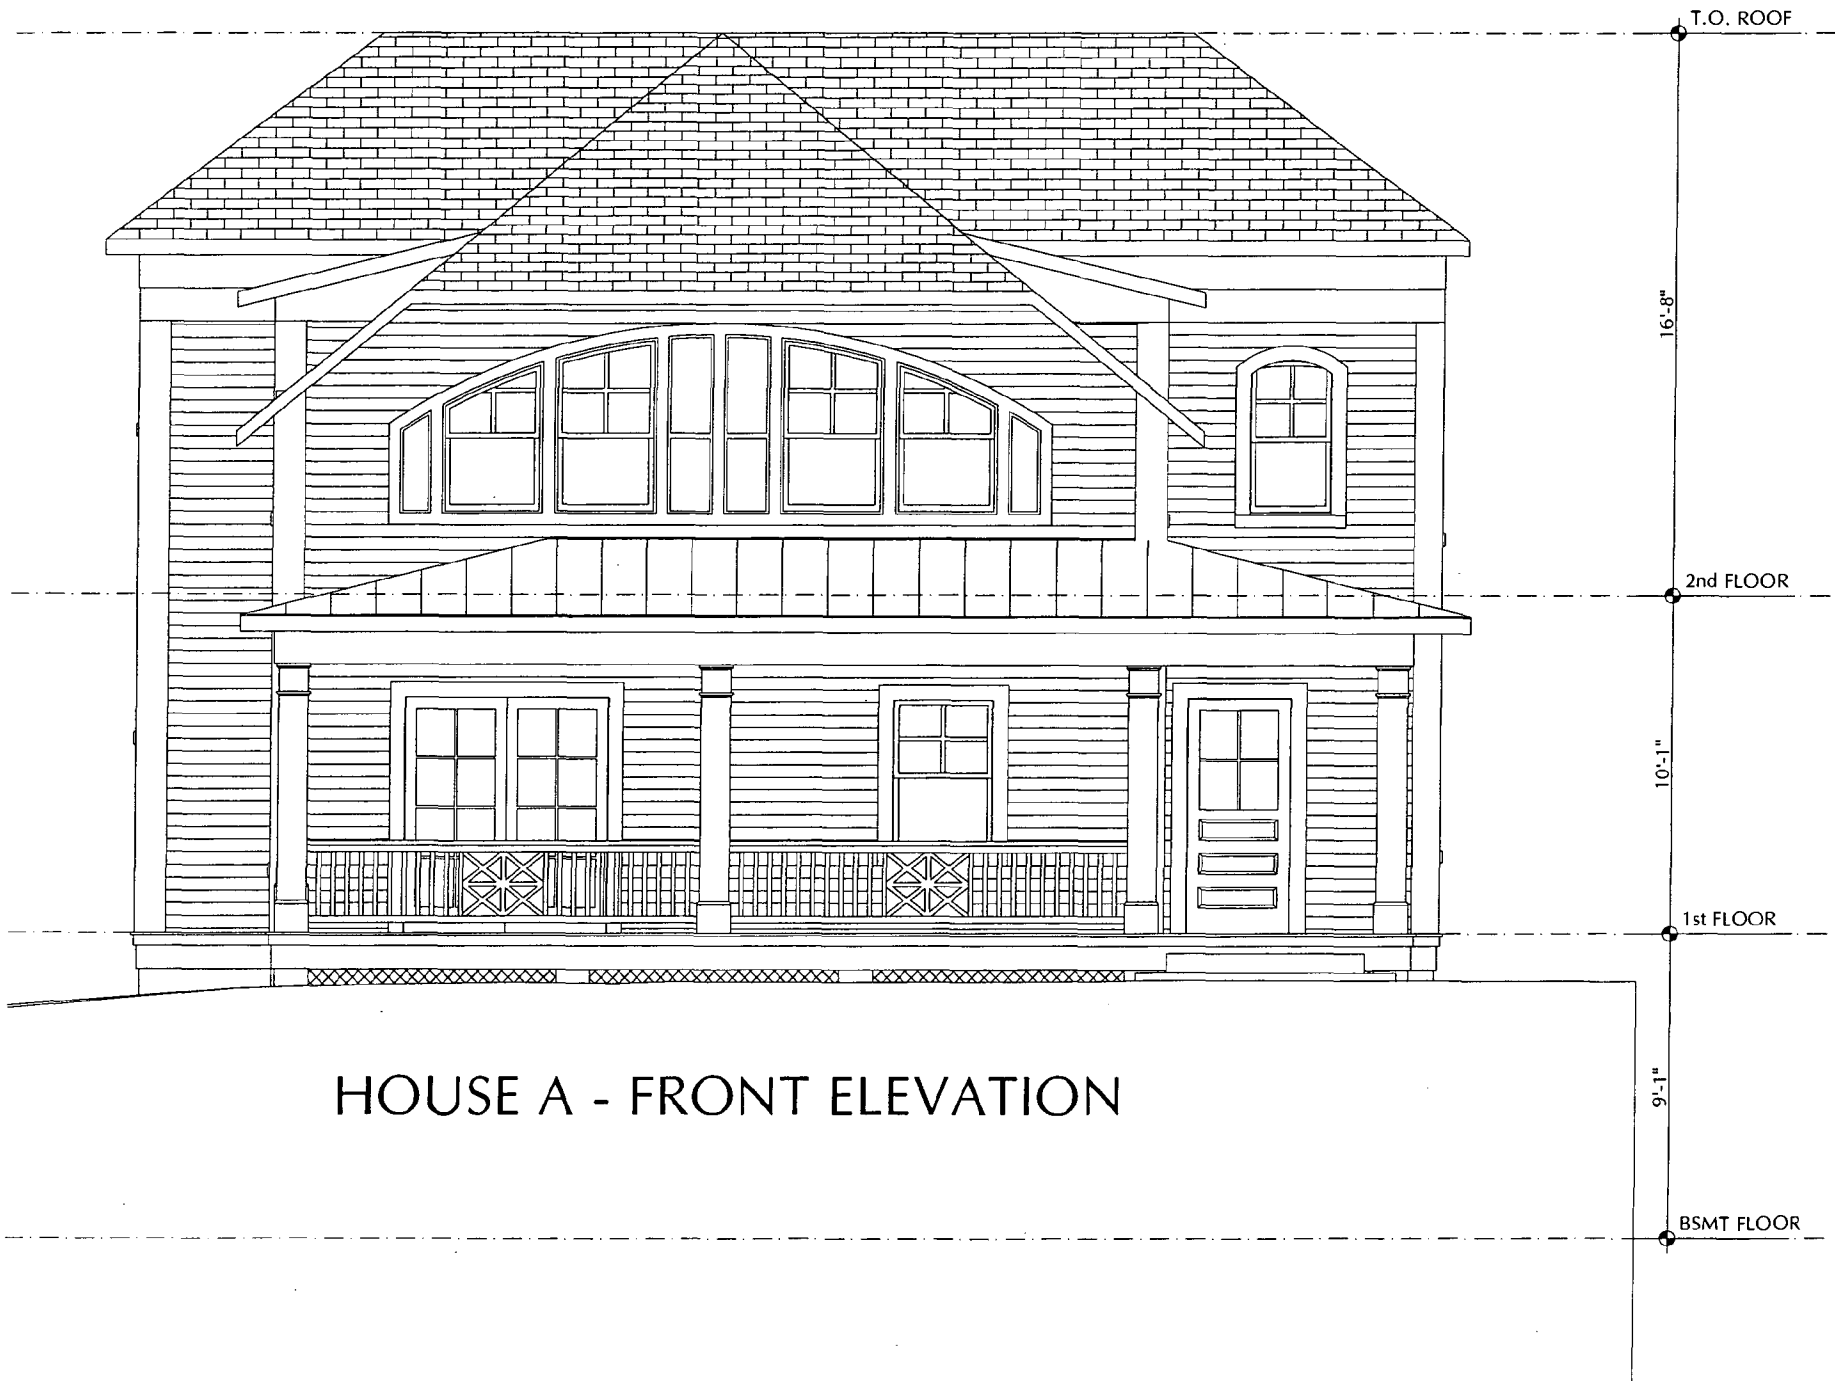 T.O. ROOF
16'-8"
2nd FLOOR
10'-1"
1st FLOOR
HOUSE A - FRONT ELEVATION
9'-1"
BSMT FLOOR